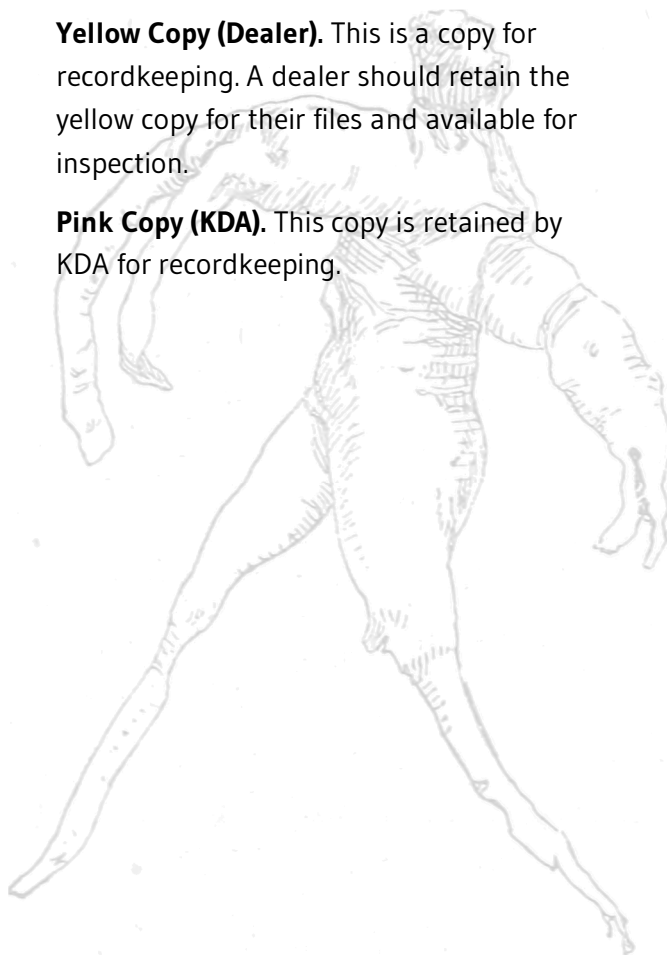 Yellow Copy (Dealer). This is a copy for
recordkeeping. A dealer should retain the
yellow copy for their files and available for
inspection.
Pink Copy (KDA). This copy is retained by
KDA for recordkeeping.